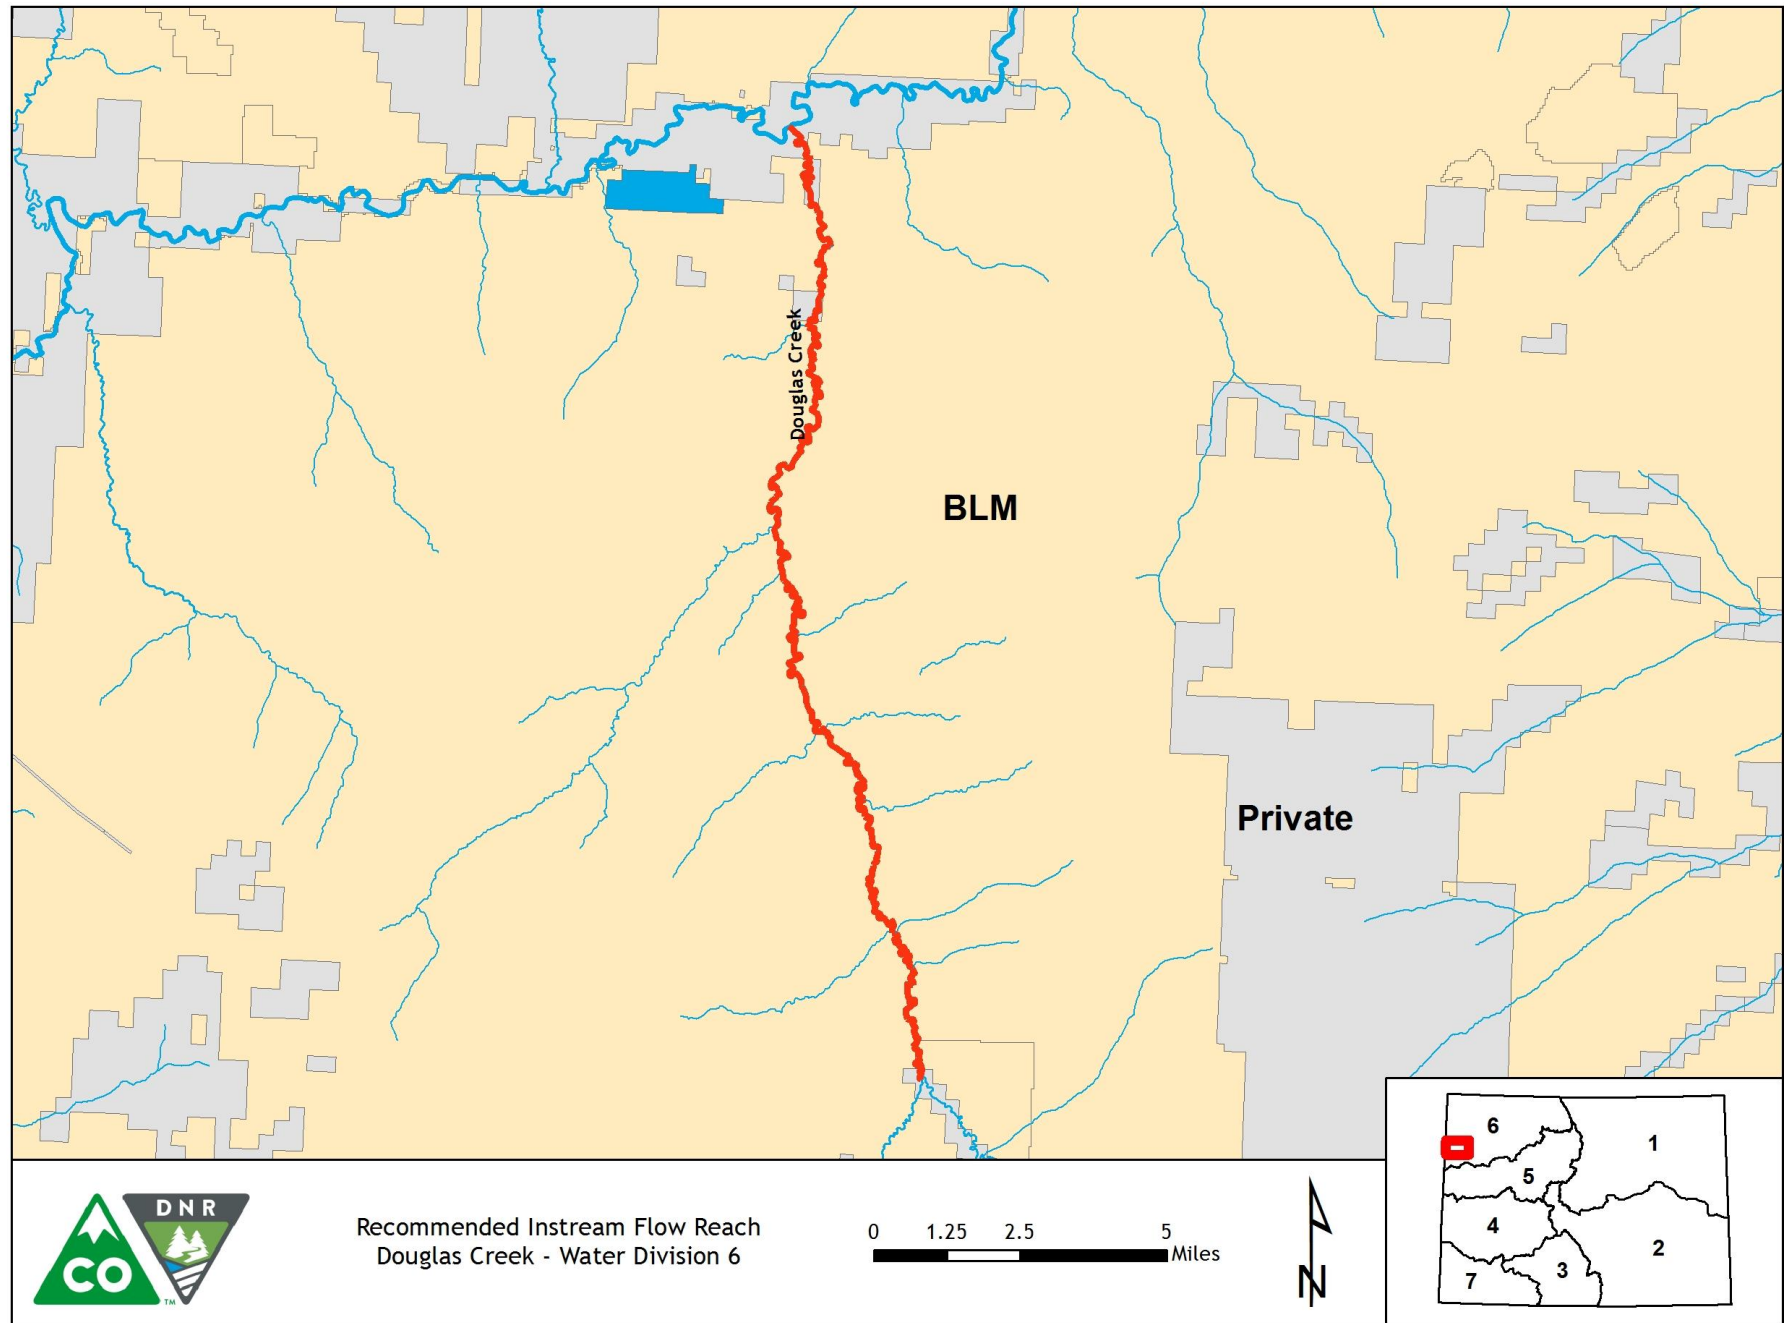 Douglas Creek
BLM
Private
DNR
CO
TM
Recommended Instream Flow Reach
Douglas Creek - Water Division 6
0 1.25 2.5 5
Miles
N
6
1
5
4
2
3
7